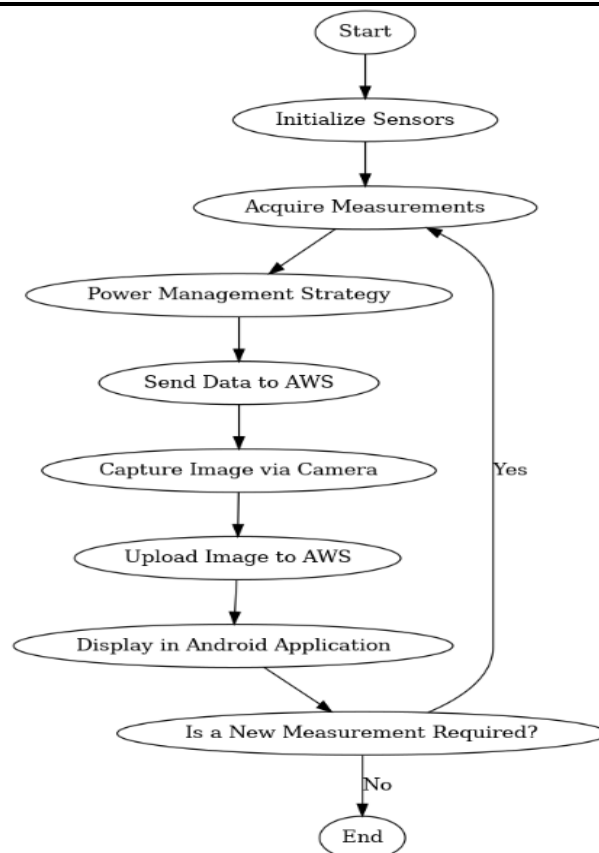 Start
Initialize Sensors
Acquire Measurements
Power Management Strategy
Send Data to AWS
Capture Image via Camera
Yes
Upload Image to AWS
Display in Android Application
Is a New Measurement Required?
No
End